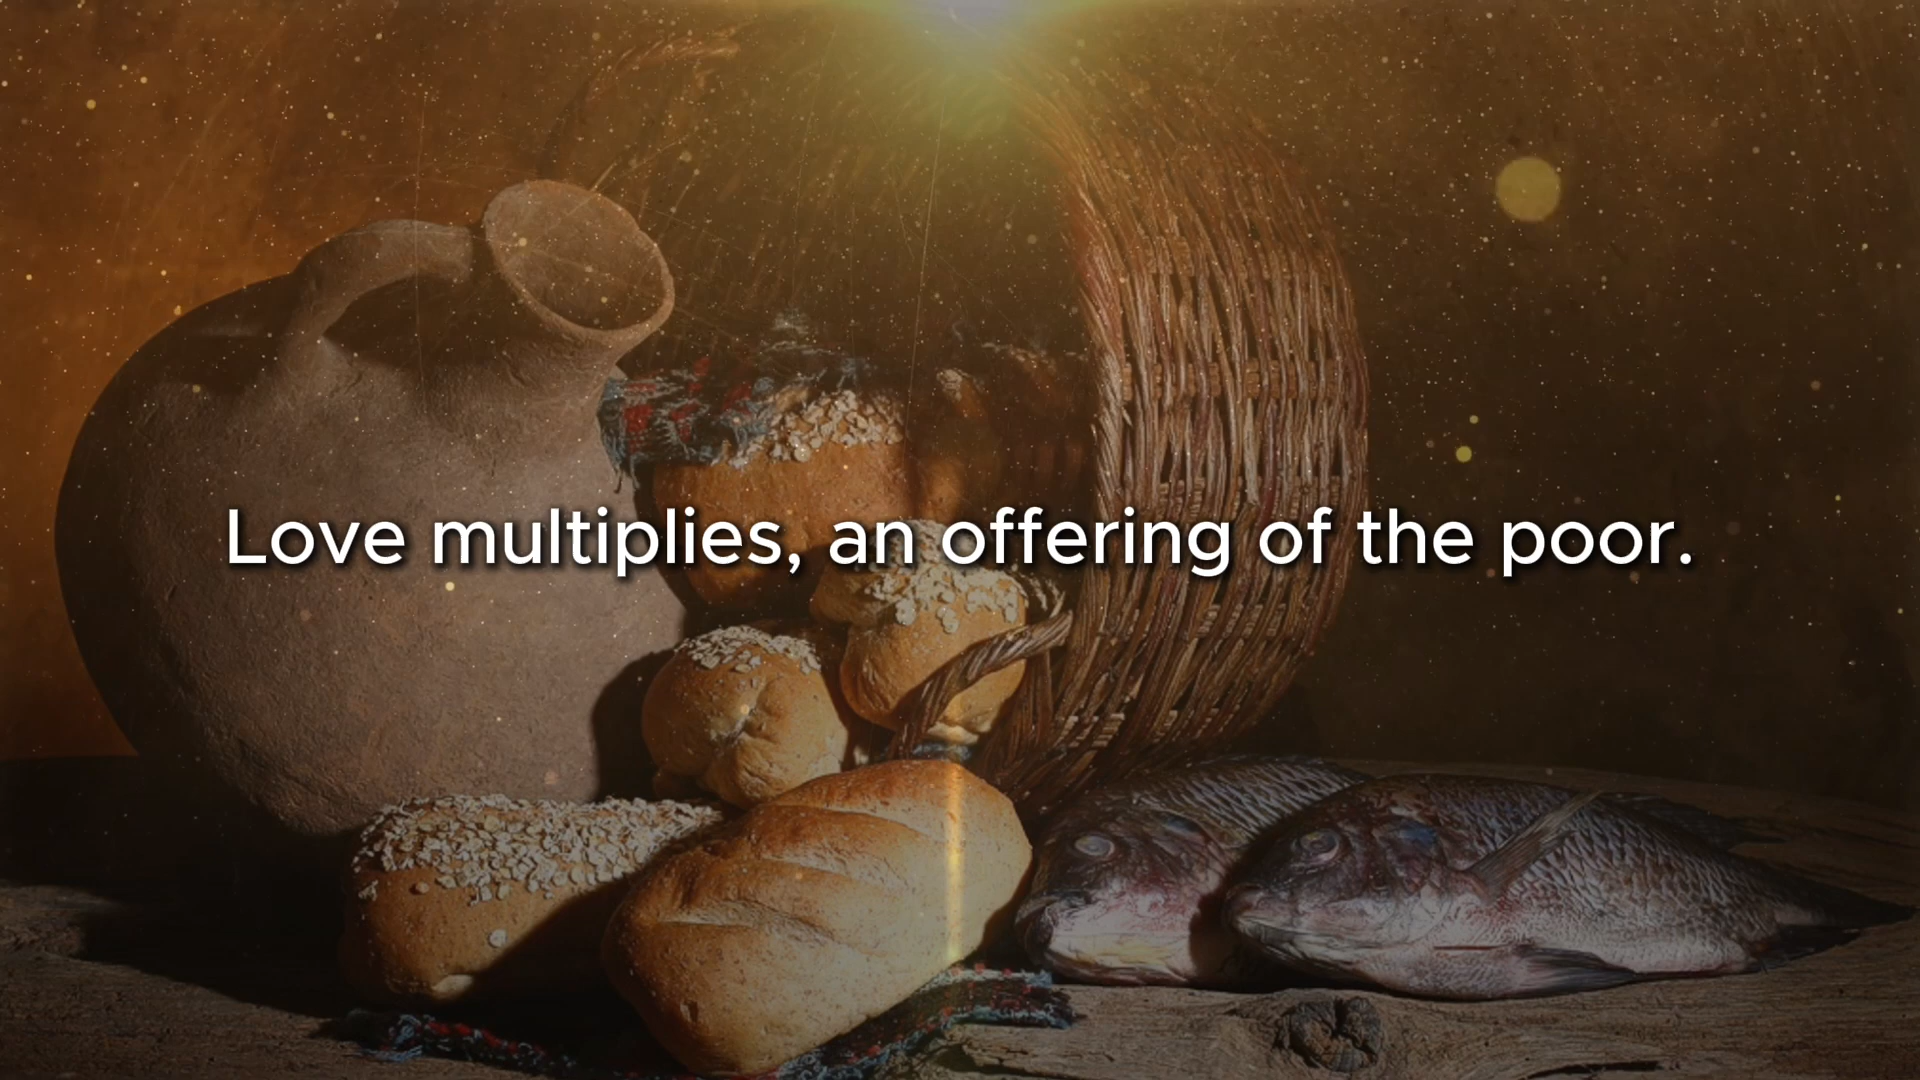 Love multiplies, an offering of the poor.